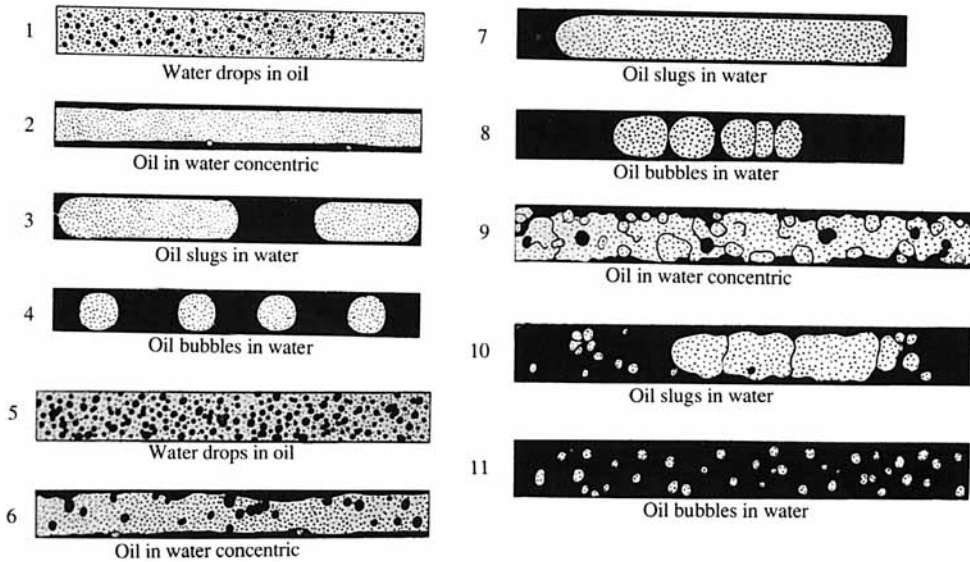 1
Water drops in oil
2
Oil in water concentric
3
Oil slugs in water
4
Oil bubbles in water
5
Water drops in oil
6
Oil in water concentric
7
Oil slugs in water
8
Oil bubbles in water
9
Oil in water concentric
10
Oil slugs in water
11
Oil bubbles in water